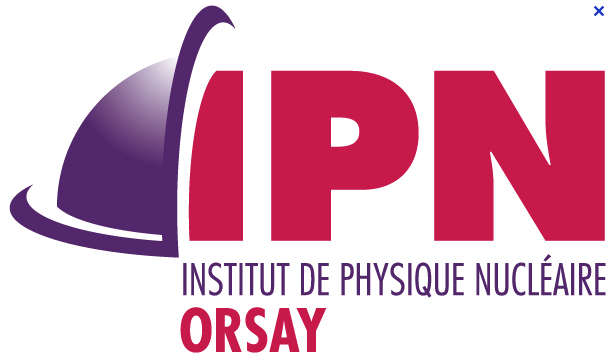 IPN
INSTITUT DE PHYSIQUE NUCLÉAIRE
ORSAY